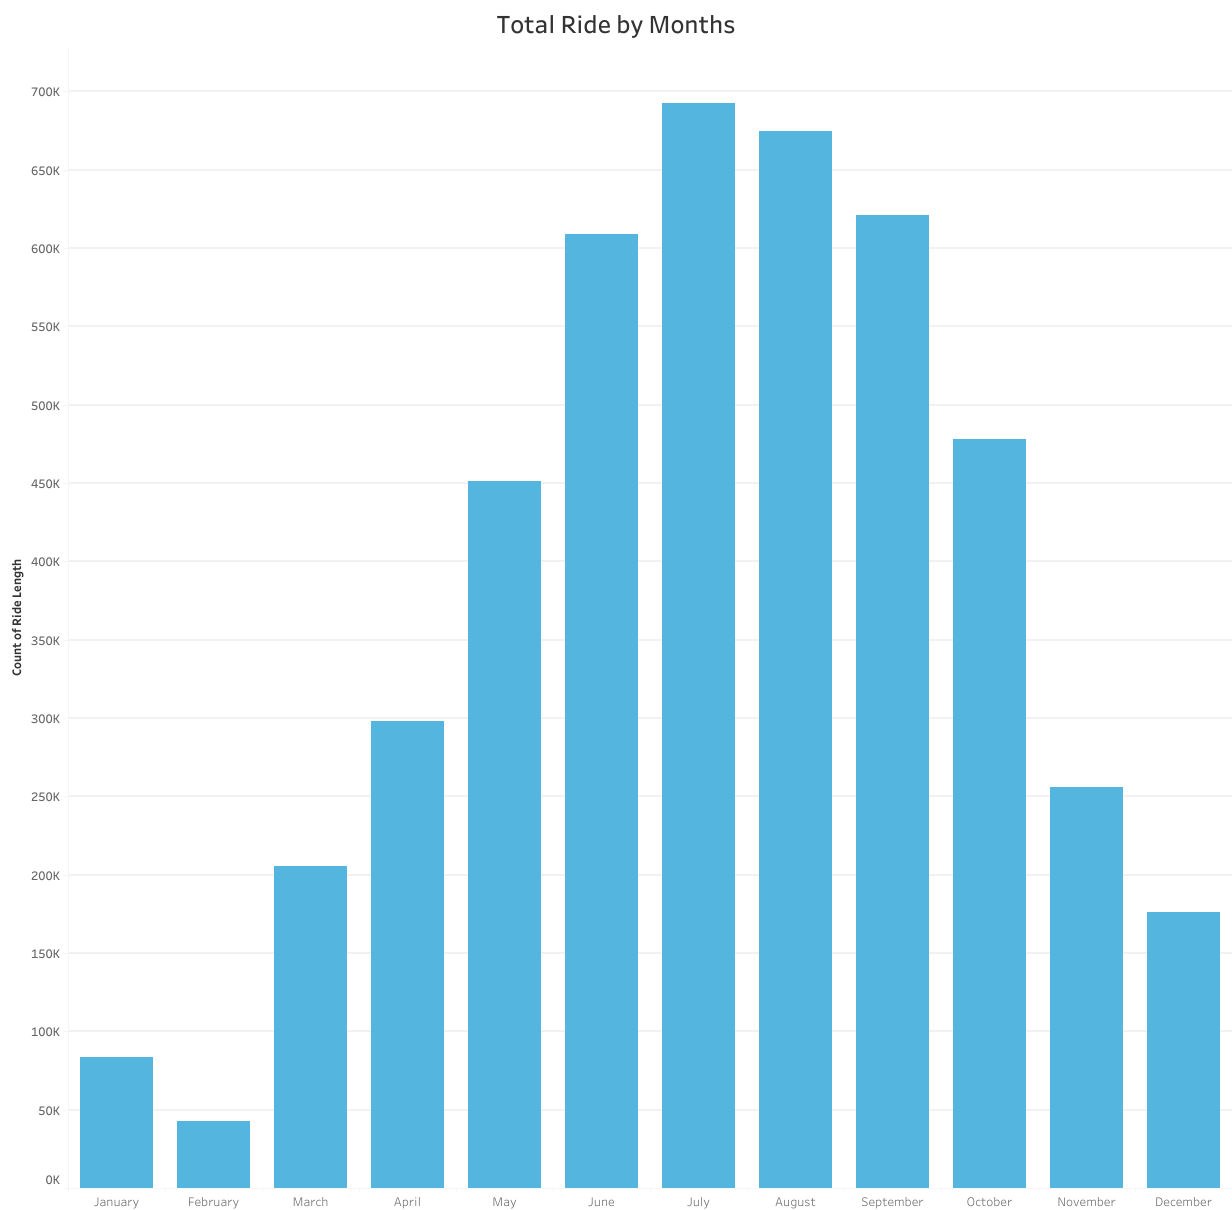 Total Ride by Months
Count of Ride Length
700K
650K
600K
550K
500K
450K
400K
350K
300K
250K
200K
150K
100K
50K
0K
January February March April May June July August September October November December